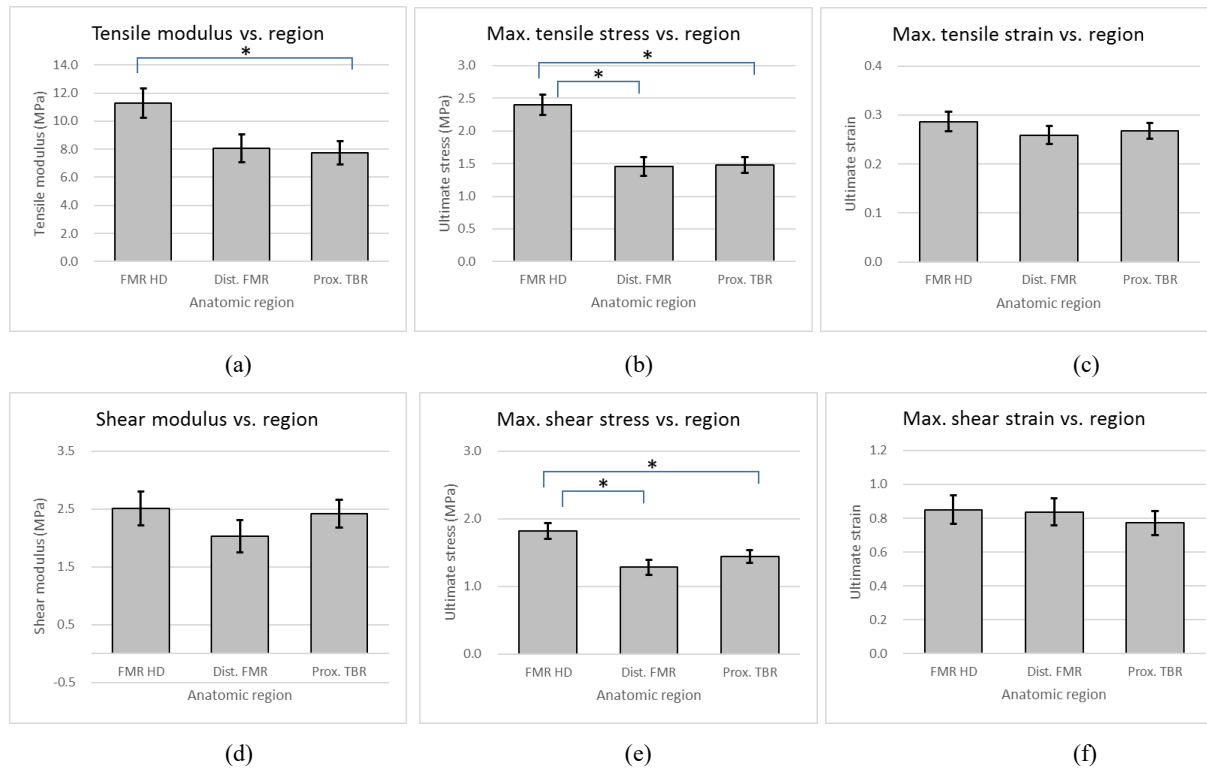 Tensile modulus vs. region
*
14.0
12.0
10.0
8.0
6.0
4.0
2.0
0.0
Tensile modulus (MPa)
FMR HD Dist. FMR Prox. TBR
Anatomic region
(a)
Max. tensile stress vs. region
*
*
3.0
2.5
2.0
1.5
1.0
0.5
0.0
Ultimate stress (MPa)
FMR HD Dist. FMR Prox. TBR
Anatomic region
(b)
Max. tensile strain vs. region
0.4
0.3
0.2
0.1
0.0
Ultimate strain
FMR HD Dist. FMR Prox. TBR
Anatomic region
(c)
Shear modulus vs. region
3.5
2.5
1.5
0.5
-0.5
Shear modulus (MPa)
FMR HD Dist. FMR Prox. TBR
Anatomic region
(d)
Max. shear stress vs. region
*
*
3.0
2.0
1.0
0.0
Ultimate stress (MPa)
FMR HD Dist. FMR Prox. TBR
Anatomic region
(e)
Max. shear strain vs. region
1.2
1.0
0.8
0.6
0.4
0.2
0.0
Ultimate strain
FMR HD Dist. FMR Prox. TBR
Anatomic region
(f)